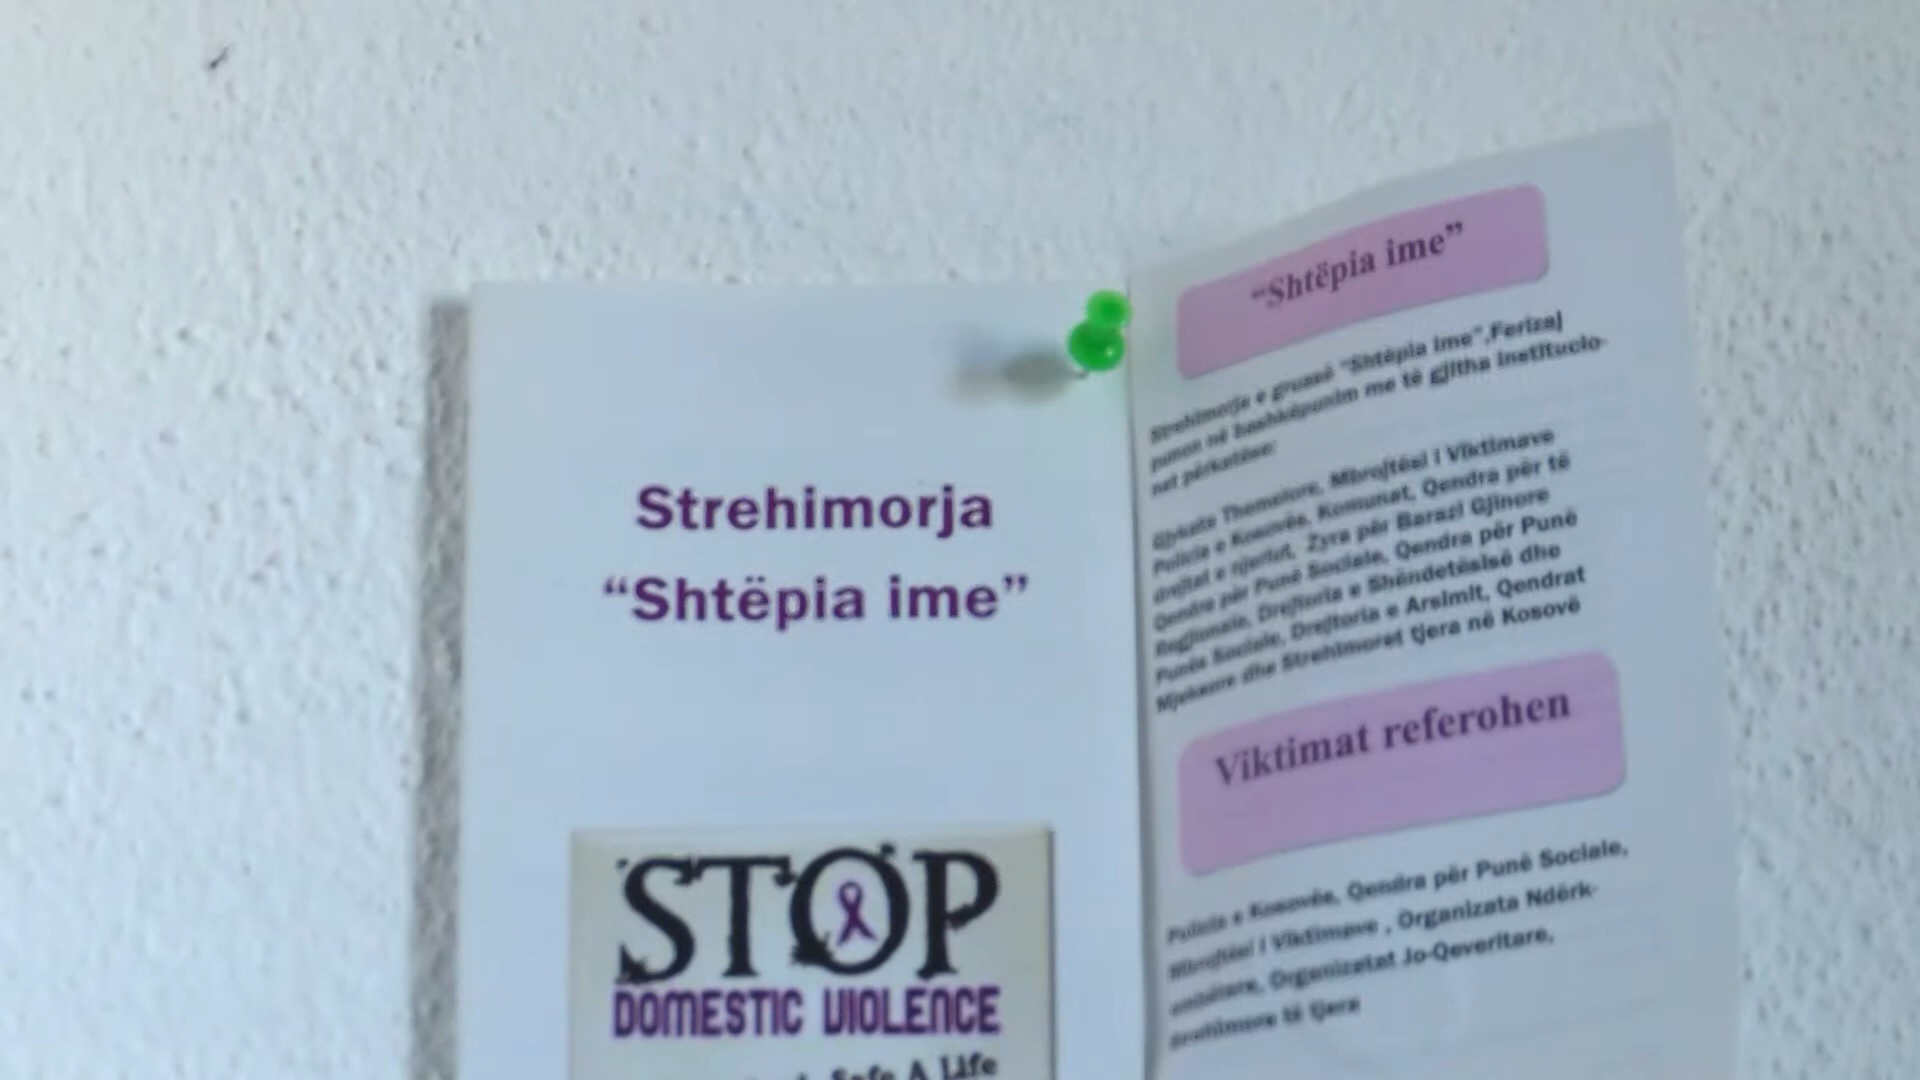 Strehimorja
“Shtëpia ime”
STOP
DOMESTIC VIOLENCE
Safe A Life
“Shtëpia ime”
Strehimorja e gruasë “Shtëpia ime”,Ferizaj
punon në bashkëpunim me të gjitha institucio-
net përkatëse:
Gjykata Themelore, Mbrojtësi i Viktimave
Policia e Kosovës, Komunat, Qendra për të
drejtat e njeriut, Zyra për Barazi Gjinore
Qendra për Punë Sociale, Qendra për Punë
Regjionale, Drejtoria e Shëndetësisë dhe
Punës Sociale, Drejtoria e Arsimit, Qendrat
Mjekësore dhe Strehimoret tjera në Kosovë
Viktimat referohen
Policia e Kosovës, Qendra për Punë Sociale,
Mbrojtësi i Viktimave , Organizata Ndërk-
ombëtare, Organizatat Jo-Qeveritare,
Strehimore të tjera